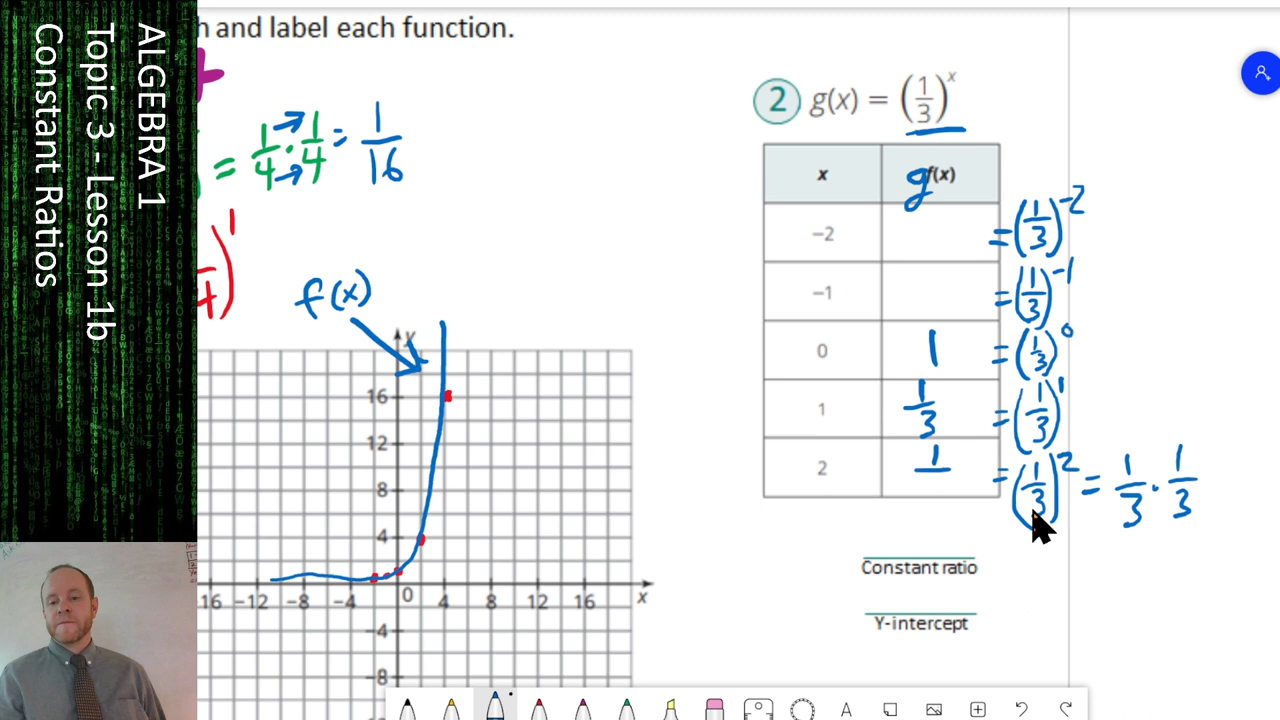 ALGEBRA 1
Topic 3 - Lesson 1b
Constant Ratios
h and label each function.
= 1/4 · 1/4 = 1/16
4)^1
f(x)
y
16
12
8
4
0
-4
-8
16 -12 -8 -4 4 8 12 16 x
2 g(x) = (1/3)^x
x g(x)
-2 = (1/3)^-2
-1 = (1/3)^-1
0 1 = (1/3)^0
1 1/3 = (1/3)^1
2 1 = (1/3)^2 = 1/3 · 1/3
Constant ratio
Y-intercept
A